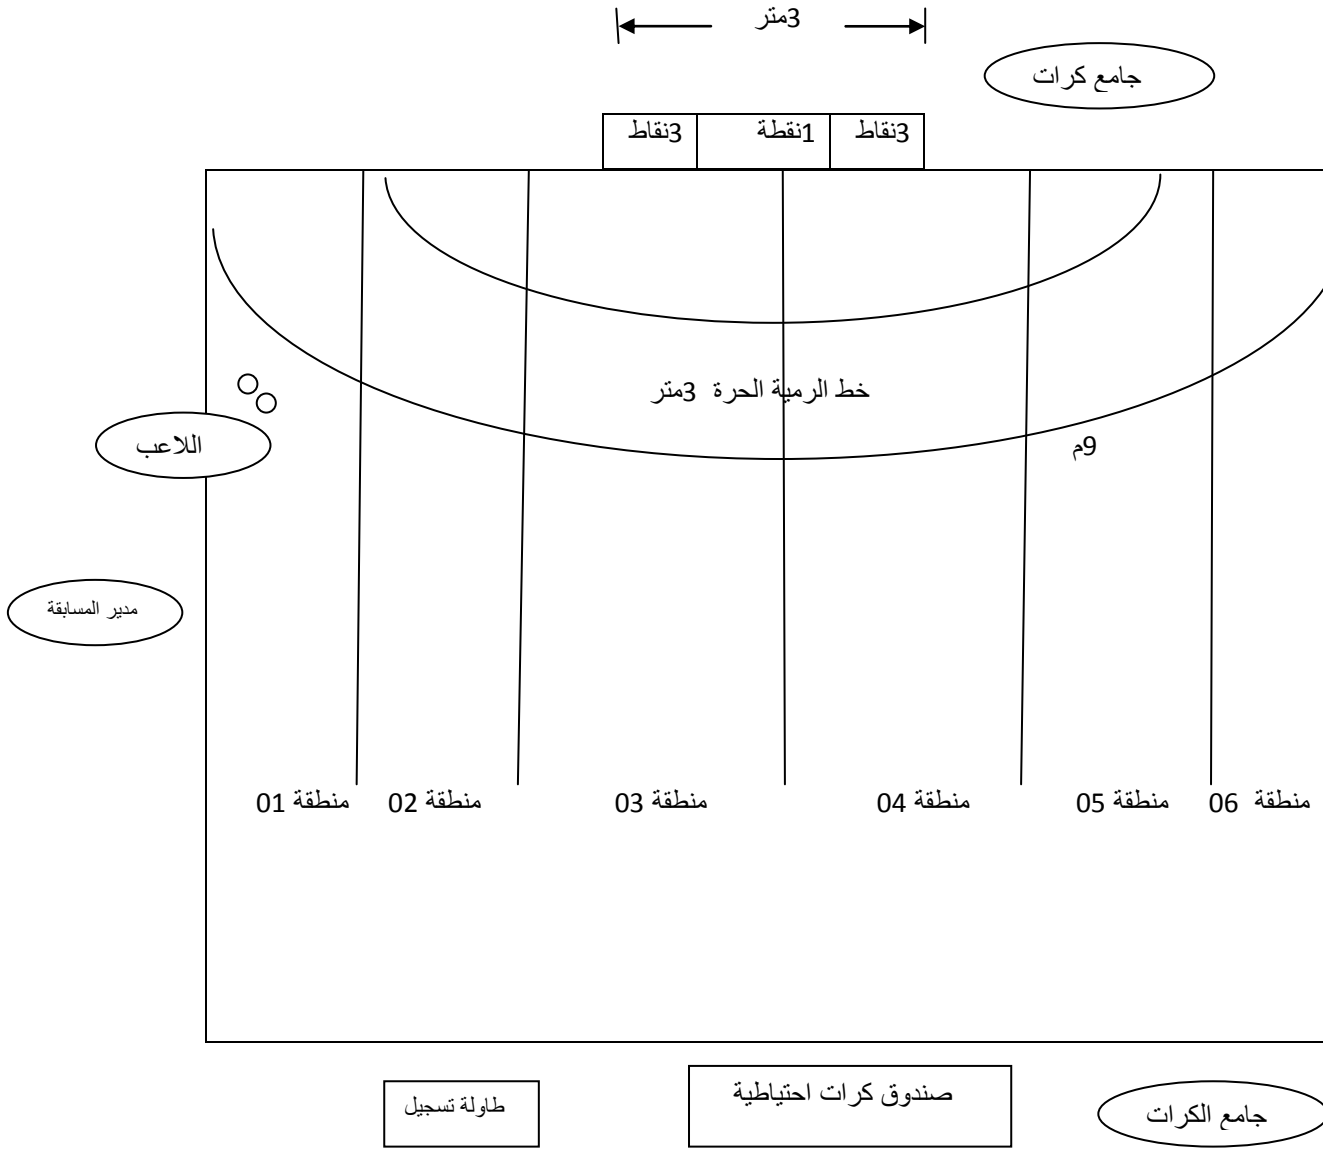 3متر
جامع كرات
3نقاط
1نقطة
3نقاط
خط الرمية الحرة 3متر
9م
اللاعب
مدير المسابقة
منطقة 01
منطقة 02
منطقة 03
منطقة 04
منطقة 05
منطقة 06
طاولة تسجيل
صندوق كرات احتياطية
جامع الكرات